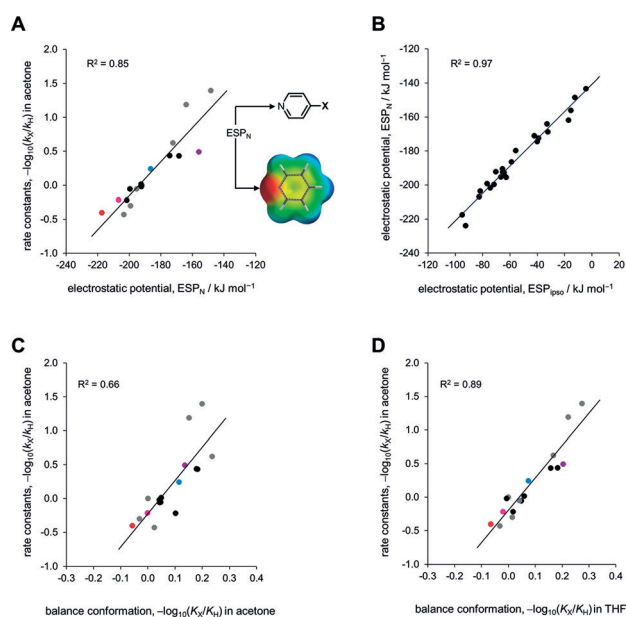 A
R² = 0.85
rate constants, –log₁₀(kX/kH) in acetone
2.0
1.5
1.0
0.5
0.0
-0.5
-1.0
-240 -220 -200 -180 -160 -140 -120
electrostatic potential, ESPN / kJ mol⁻¹
N
X
ESPN
B
R² = 0.97
electrostatic potential, ESPN / kJ mol⁻¹
-120
-140
-160
-180
-200
-220
-240
-120 -100 -80 -60 -40 -20 0 20
electrostatic potential, ESPipso / kJ mol⁻¹
C
R² = 0.66
rate constants, –log₁₀(kX/kH) in acetone
2.0
1.5
1.0
0.5
0.0
-0.5
-1.0
-0.3 -0.2 -0.1 0.0 0.1 0.2 0.3 0.4
balance conformation, –log₁₀(KX/KH) in acetone
D
R² = 0.89
rate constants, –log₁₀(kX/kH) in acetone
2.0
1.5
1.0
0.5
0.0
-0.5
-1.0
-0.3 -0.2 -0.1 0.0 0.1 0.2 0.3 0.4
balance conformation, –log₁₀(KX/KH) in THF